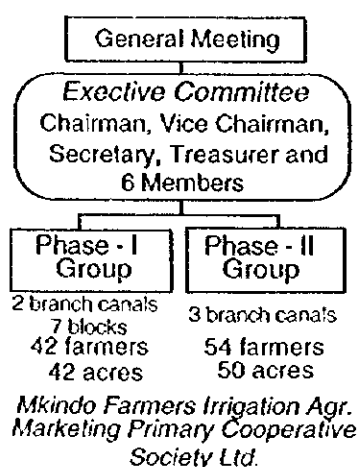 General Meeting
Exective Committee
Chairman, Vice Chairman,
Secretary, Treasurer and
6 Members
Phase - I
Group
2 branch canals
7 blocks
42 farmers
42 acres
Phase - II
Group
3 branch canals
54 farmers
50 acres
Mkindo Farmers Irrigation Agr.
Marketing Primary Cooperative
Society Ltd.